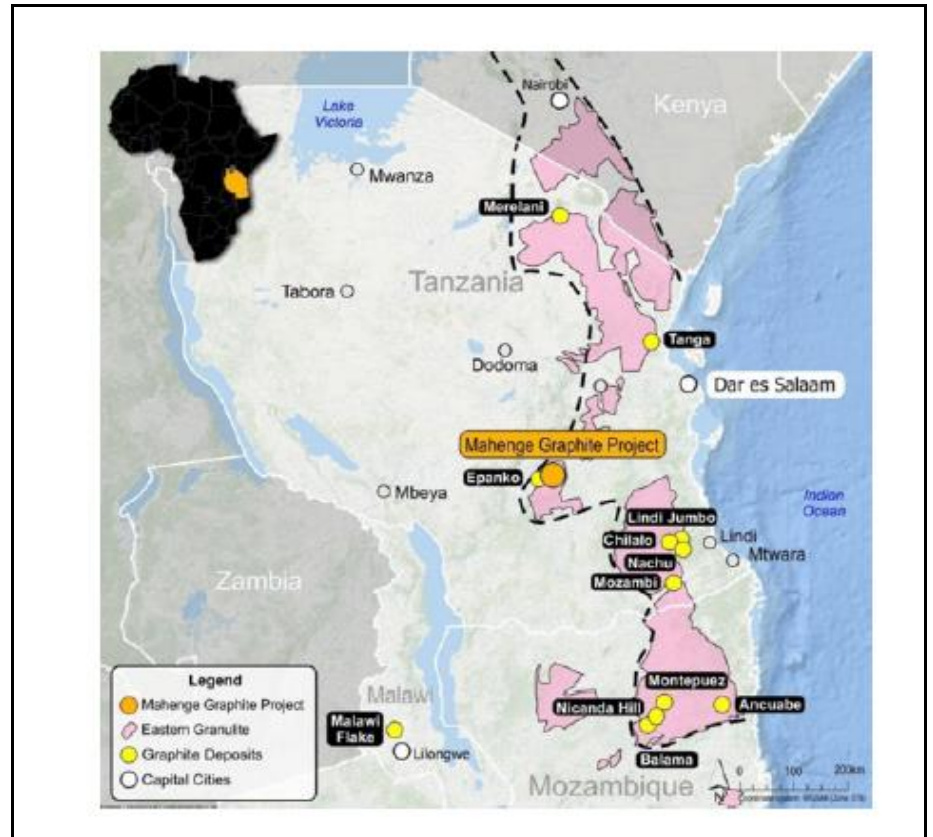 Nairobi
Kenya
Lake
Victoria
Mwanza
Merelani
Tanzania
Tabora
Tanga
Dodoma
Dar es Salaam
Mahenge Graphite Project
Epanko
Mbeya
Indian
Ocean
Lindi Jumbo
Chilalo
Lindi
Nachu
Mtwara
Mozambi
Zambia
Legend
Mahenge Graphite Project
Eastern Granulite
Graphite Deposits
Capital Cities
Malawi
Malawi
Flake
Lilongwe
Montepuez
Nicanda Hill
Ancuabe
Balama
Mozambique
0 100 200km
N